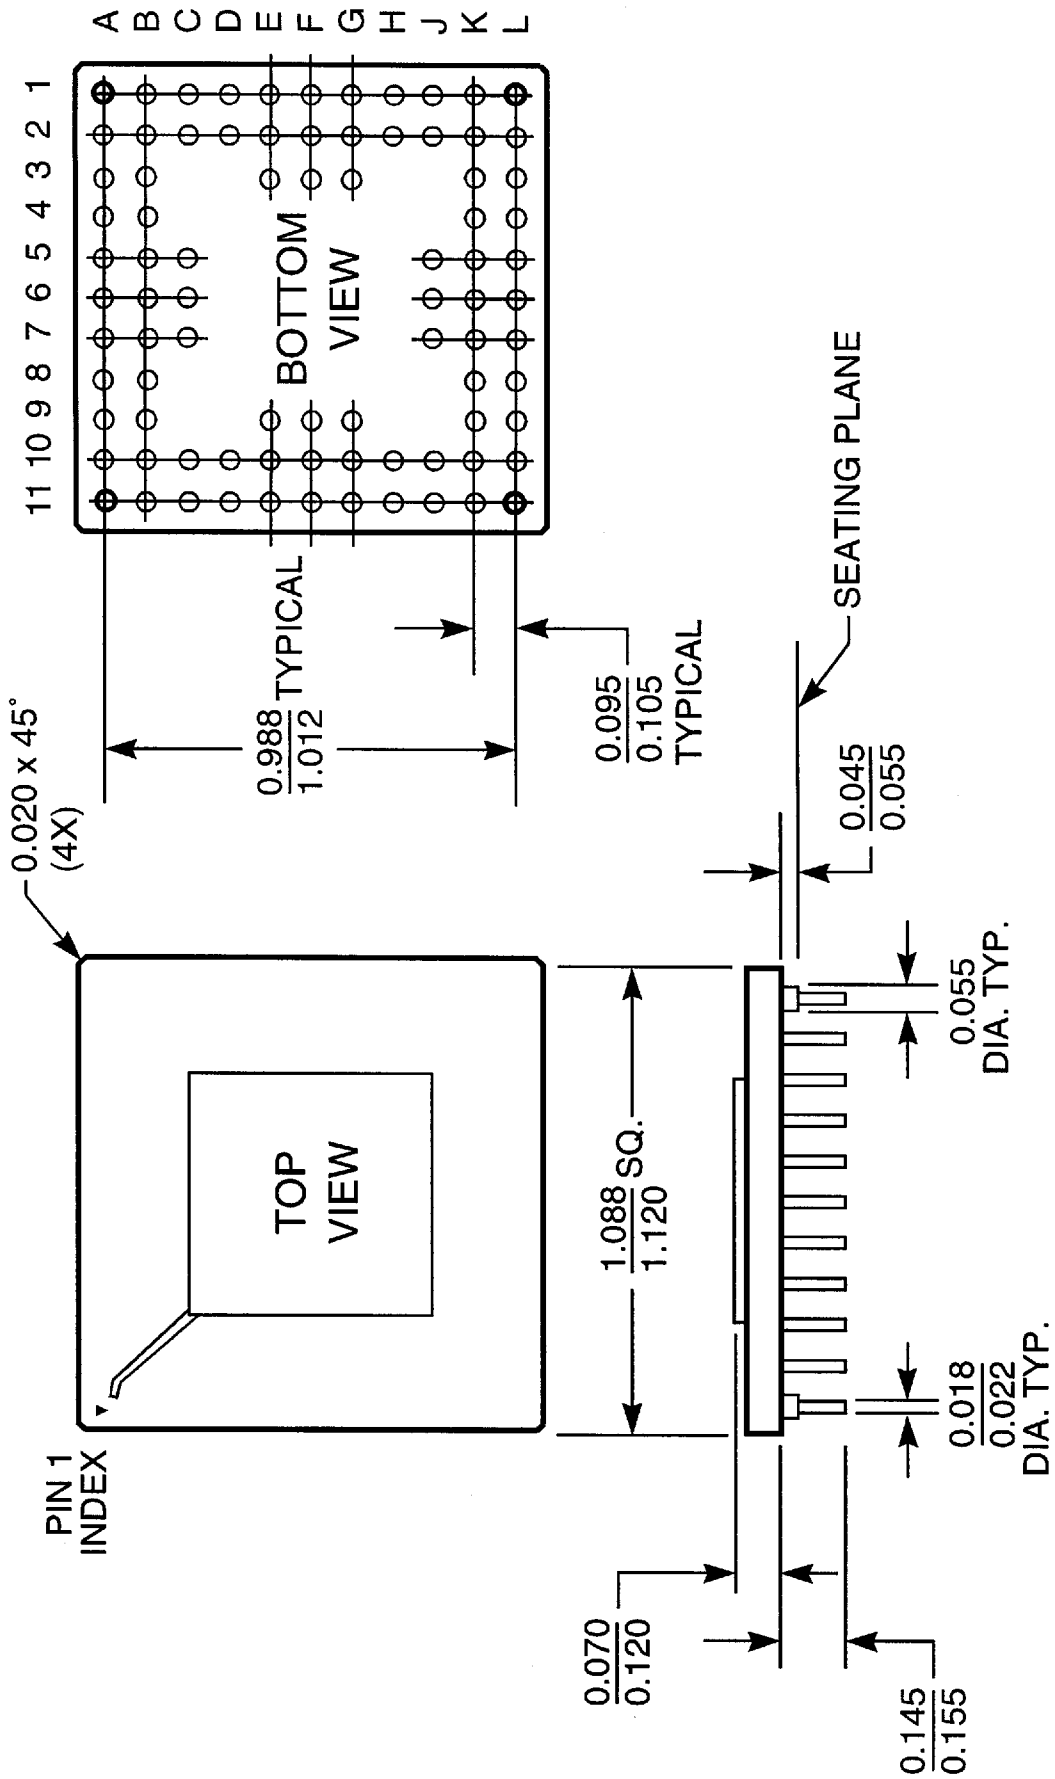 PIN 1
INDEX
TOP
VIEW
0.020 x 45°
(4X)
0.988
1.012
TYPICAL
0.095
0.105
TYPICAL
11 10 9 8 7 6 5 4 3 2 1
A
B
C
D
E
F
G
H
J
K
L
BOTTOM
VIEW
1.088
1.120
SQ.
0.070
0.120
0.145
0.155
0.018
0.022
DIA. TYP.
0.055
DIA. TYP.
0.045
0.055
SEATING PLANE